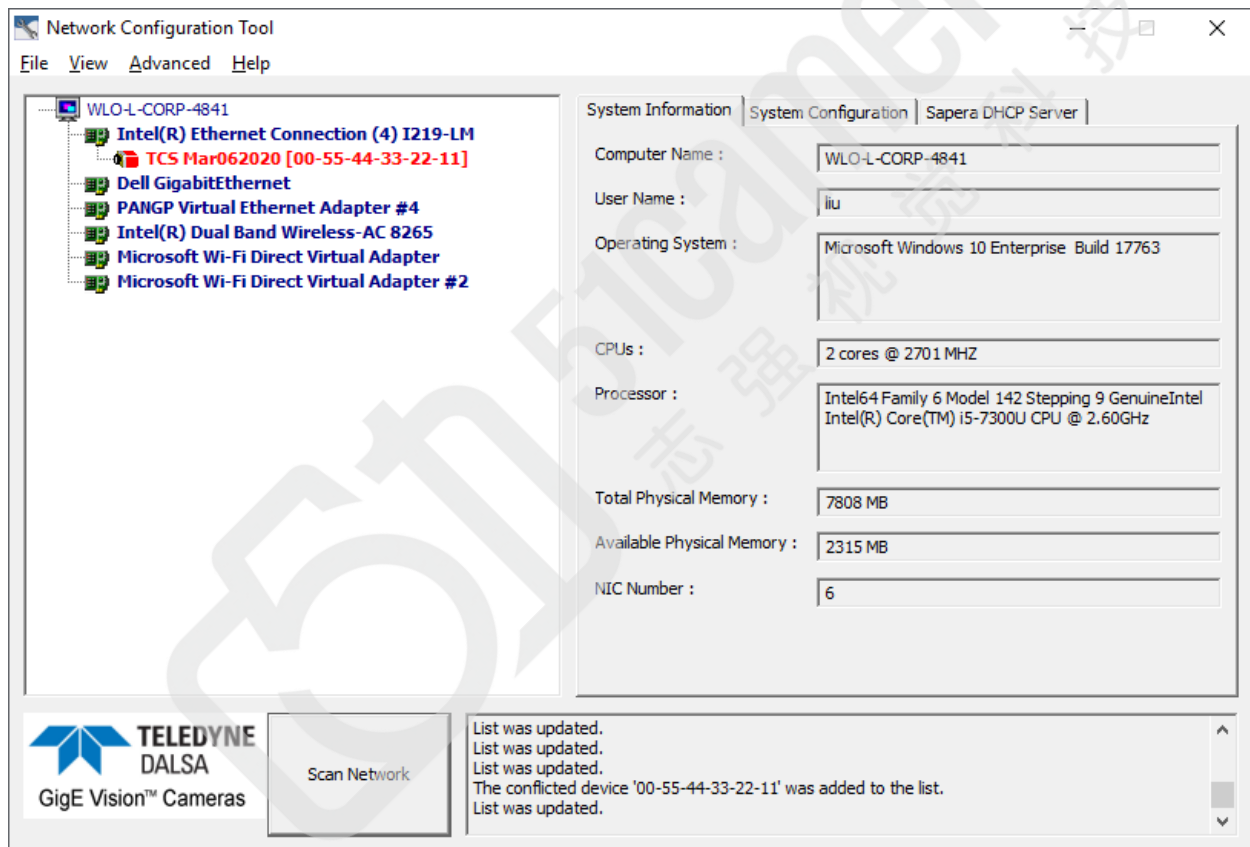 Network Configuration Tool
File View Advanced Help
WLO-L-CORP-4841
Intel(R) Ethernet Connection (4) I219-LM
TCS Mar062020 [00-55-44-33-22-11]
Dell GigabitEthernet
PANGP Virtual Ethernet Adapter #4
Intel(R) Dual Band Wireless-AC 8265
Microsoft Wi-Fi Direct Virtual Adapter
Microsoft Wi-Fi Direct Virtual Adapter #2
System Information System Configuration Sapera DHCP Server
Computer Name : WLO-L-CORP-4841
User Name : liu
Operating System : Microsoft Windows 10 Enterprise Build 17763
CPUs : 2 cores @ 2701 MHZ
Processor : Intel64 Family 6 Model 142 Stepping 9 GenuineIntel
Intel(R) Core(TM) i5-7300U CPU @ 2.60GHz
Total Physical Memory : 7808 MB
Available Physical Memory : 2315 MB
NIC Number : 6
TELEDYNE
DALSA
GigE Vision™ Cameras
Scan Network
List was updated.
List was updated.
List was updated.
The conflicted device '00-55-44-33-22-11' was added to the list.
List was updated.
51camer
志强视觉科技